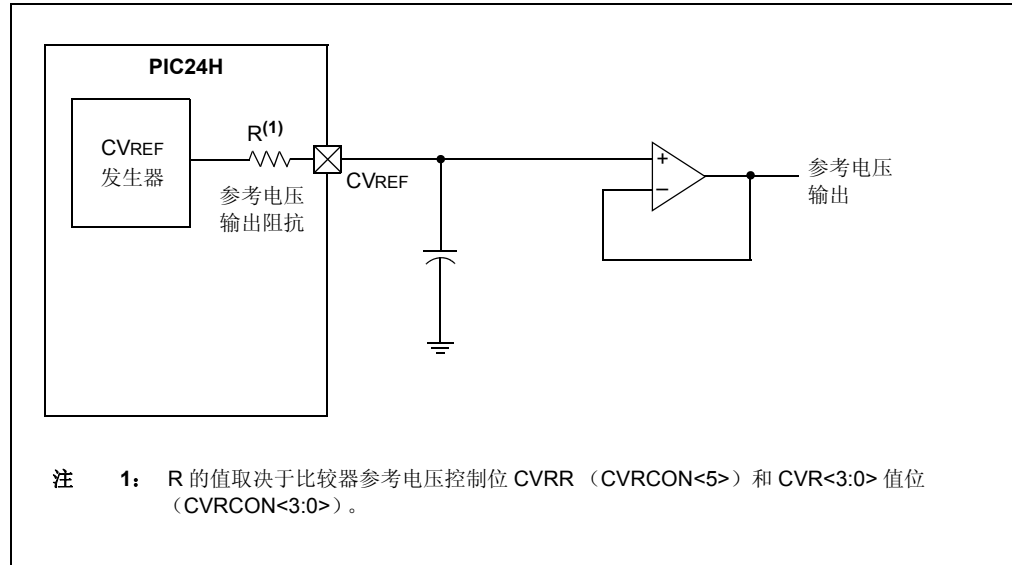 PIC24H
CVREF
发生器
R(1)
参考电压
输出阻抗
CVREF
+
−
参考电压
输出
注 1： R 的值取决于比较器参考电压控制位 CVRR （CVRCON<5>）和 CVR<3:0> 值位
（CVRCON<3:0>）。